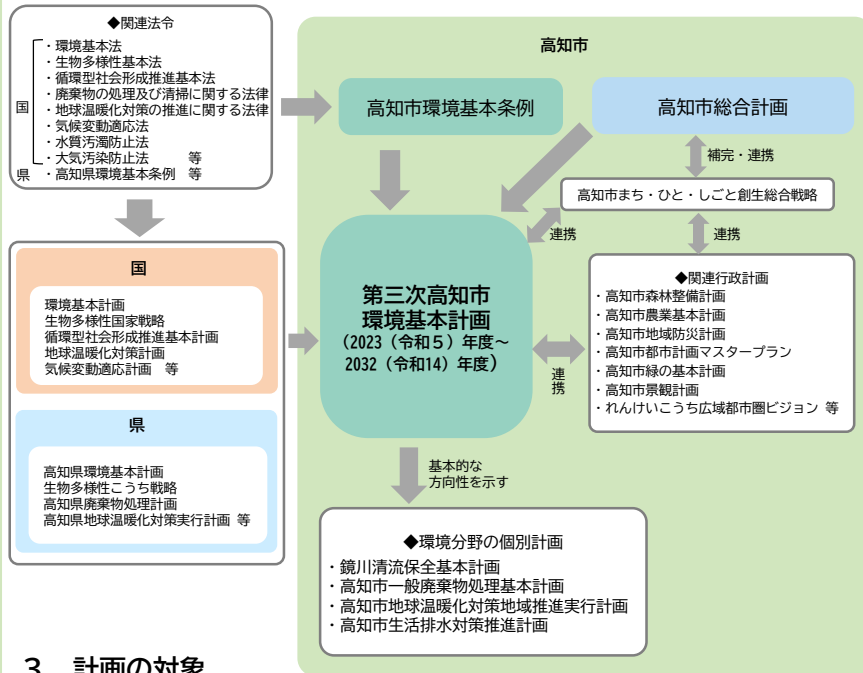 ◆関連法令
国
・環境基本法
・生物多様性基本法
・循環型社会形成推進基本法
・廃棄物の処理及び清掃に関する法律
・地球温暖化対策の推進に関する法律
・気候変動適応法
・水質汚濁防止法
・大気汚染防止法 等
県 ・高知県環境基本条例 等
国
環境基本計画
生物多様性国家戦略
循環型社会形成推進基本計画
地球温暖化対策計画
気候変動適応計画 等
県
高知県環境基本計画
生物多様性こうち戦略
高知県廃棄物処理計画
高知県地球温暖化対策実行計画 等
高知市
高知市環境基本条例
高知市総合計画
補完・連携
高知市まち・ひと・しごと創生総合戦略
連携
連携
第三次高知市
環境基本計画
(2023(令和5)年度~
2032(令和14)年度)
連携
◆関連行政計画
・高知市森林整備計画
・高知市農業基本計画
・高知市地域防災計画
・高知市都市計画マスタープラン
・高知市緑の基本計画
・高知市景観計画
・れんけいこうち広域都市圏ビジョン 等
基本的な
方向性を示す
◆環境分野の個別計画
・鏡川清流保全基本計画
・高知市一般廃棄物処理基本計画
・高知市地球温暖化対策地域推進実行計画
・高知市生活排水対策推進計画
3 計画の対象